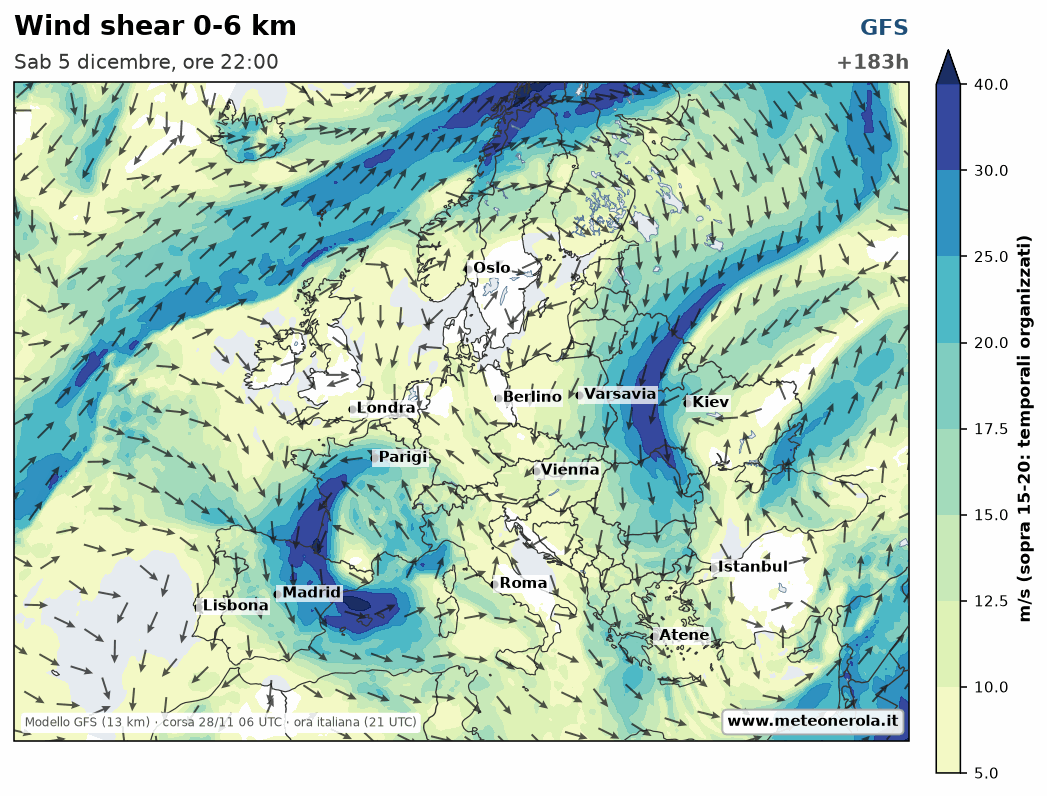 Wind shear 0-6 km
GFS
Sab 5 dicembre, ore 22:00
+183h
40.0
30.0
25.0
20.0
17.5
15.0
12.5
10.0
5.0
m/s (sopra 15-20: temporali organizzati)
Oslo
Berlino
Varsavia
Kiev
Londra
Parigi
Vienna
Istanbul
Roma
Madrid
Lisbona
Atene
Modello GFS (13 km) · corsa 28/11 06 UTC · ora italiana (21 UTC)
www.meteonerola.it